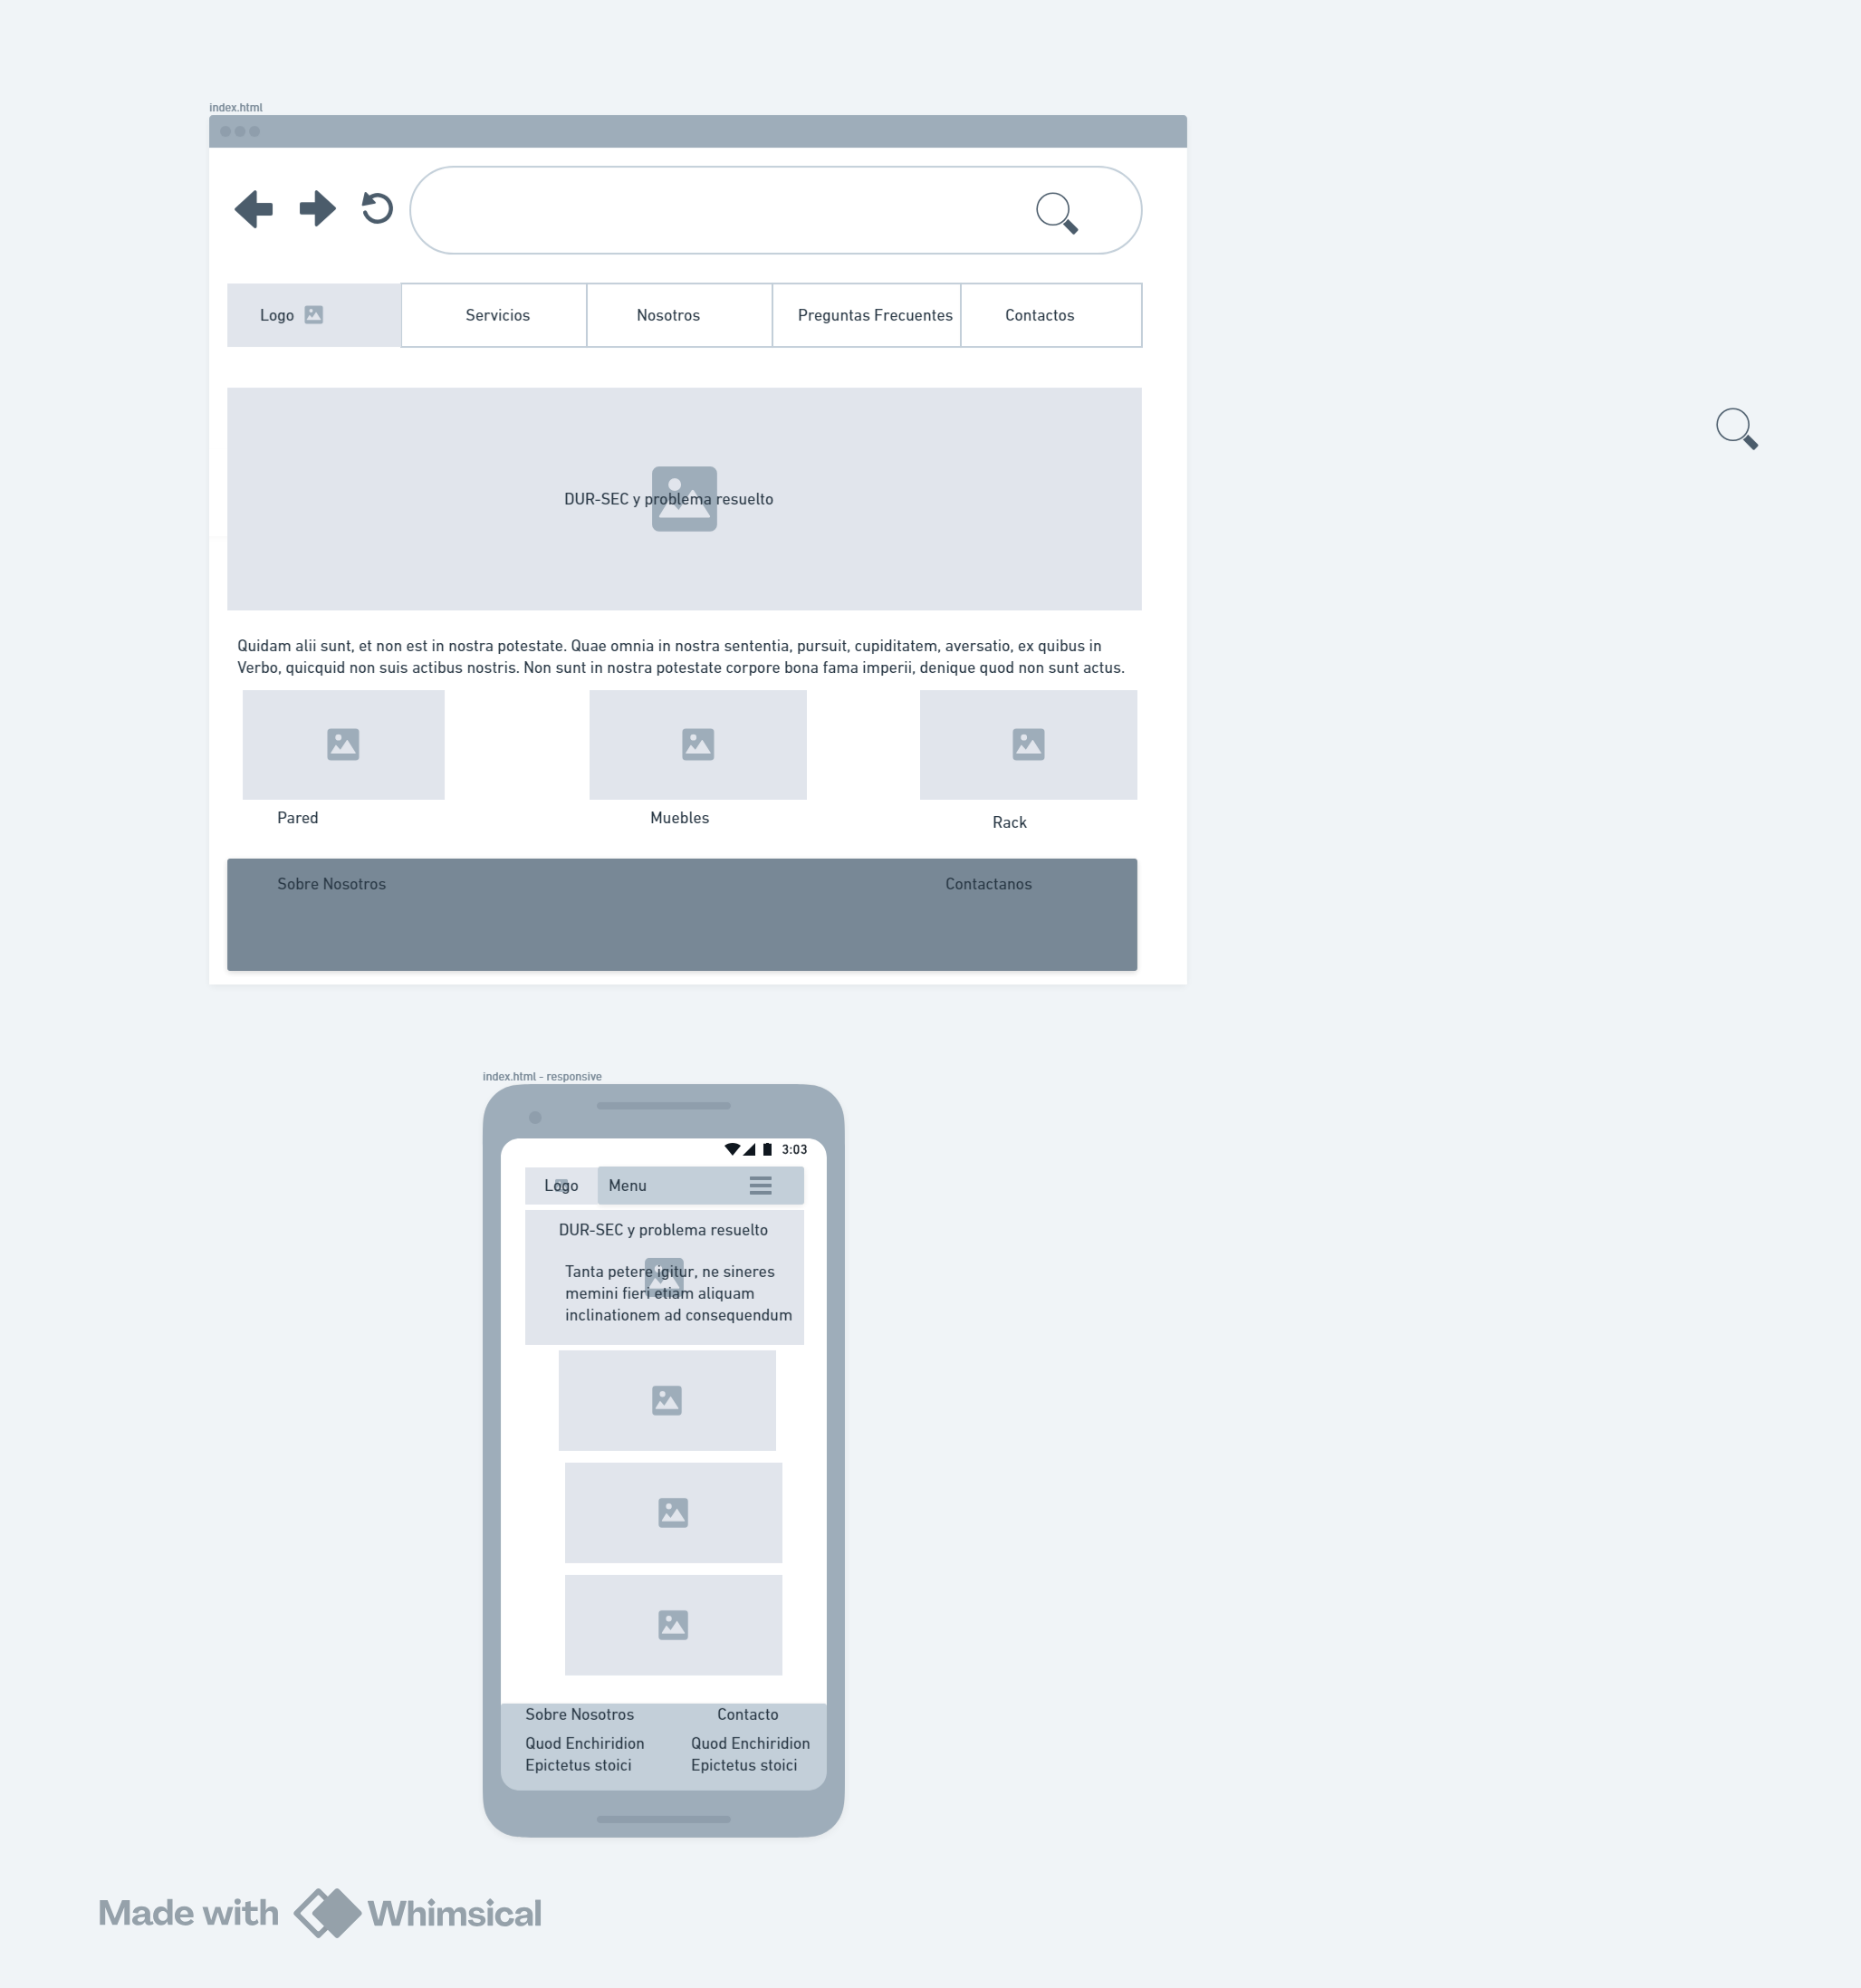 index.html
Logo
Servicios
Nosotros
Preguntas Frecuentes
Contactos
DUR-SEC y problema resuelto
Quidam alii sunt, et non est in nostra potestate. Quae omnia in nostra sententia, pursuit, cupiditatem, aversatio, ex quibus in
Verbo, quicquid non suis actibus nostris. Non sunt in nostra potestate corpore bona fama imperii, denique quod non sunt actus.
Pared
Muebles
Rack
Sobre Nosotros
Contactanos
index.html - responsive
3:03
Logo
Menu
DUR-SEC y problema resuelto
Tanta petere igitur, ne sineres
memini fieri etiam aliquam
inclinationem ad consequendum
Sobre Nosotros
Contacto
Quod Enchiridion
Epictetus stoici
Quod Enchiridion
Epictetus stoici
Made with Whimsical